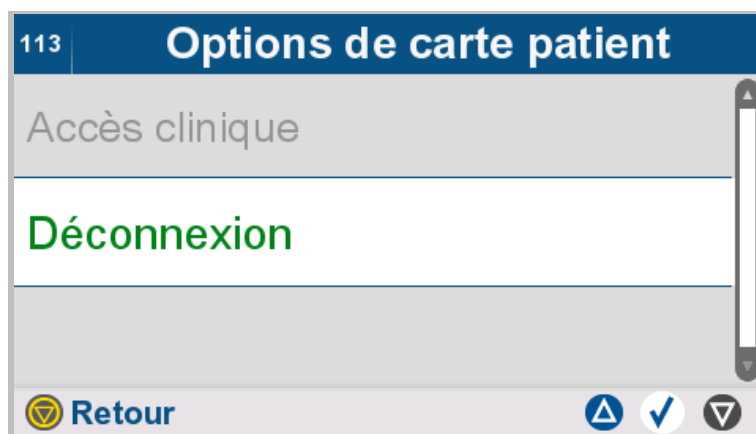 113
Options de carte patient
Accès clinique
Déconnexion
Retour